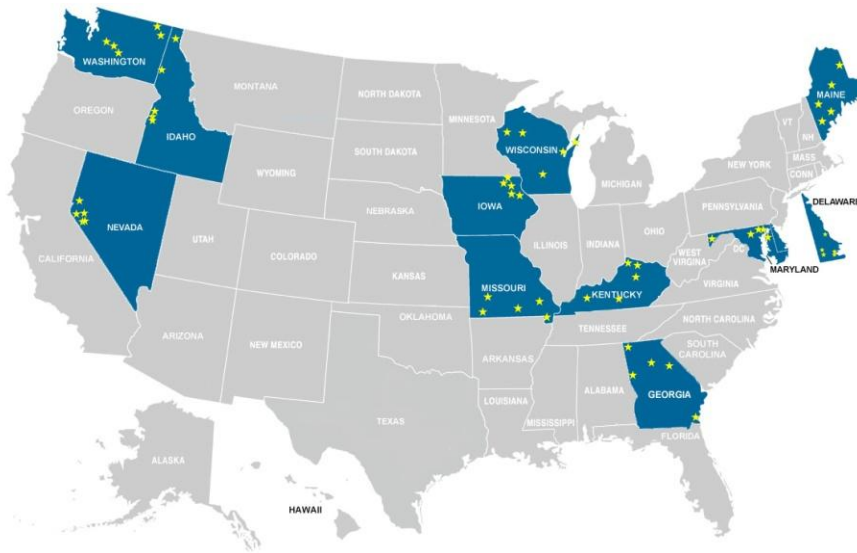 WASHINGTON
MONTANA
NORTH DAKOTA
MINNESOTA
MAINE
VT
NH
OREGON
IDAHO
SOUTH DAKOTA
WISCONSIN
NEW YORK
MASS
CONN
WYOMING
MICHIGAN
PENNSYLVANIA
DELAWARE
NEVADA
NEBRASKA
IOWA
OHIO
UTAH
ILLINOIS
INDIANA
WEST
VIRGINIA
DC
CALIFORNIA
COLORADO
KANSAS
MISSOURI
KENTUCKY
MARYLAND
VIRGINIA
OKLAHOMA
TENNESSEE
NORTH CAROLINA
ARIZONA
NEW MEXICO
ARKANSAS
SOUTH
CAROLINA
TEXAS
LOUISIANA
MISSISSIPPI
ALABAMA
GEORGIA
FLORIDA
ALASKA
HAWAII